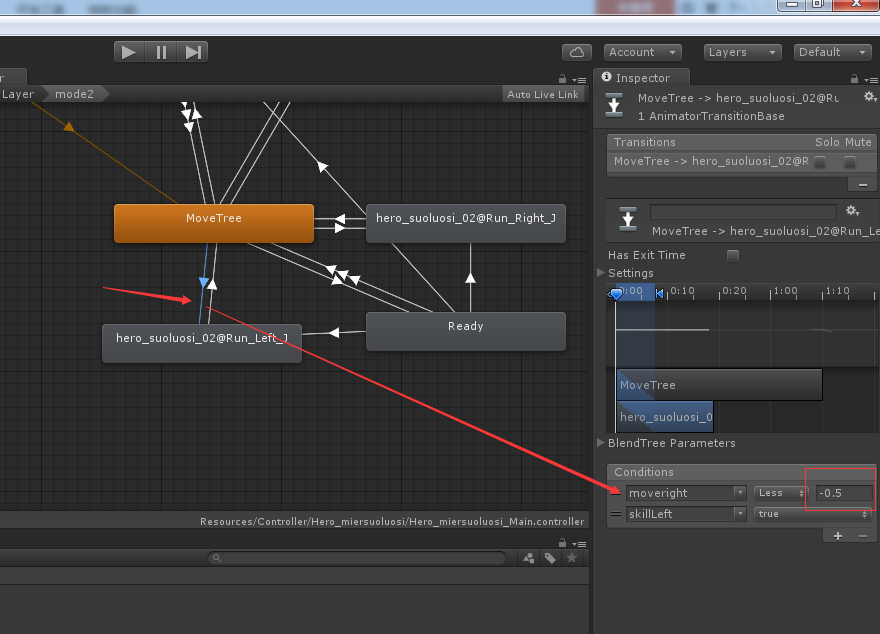 Account
Layers
Default
Layer
mode2
Auto Live Link
Inspector
MoveTree -> hero_suoluosi_02@Ru
1 AnimatorTransitionBase
Transitions
Solo Mute
MoveTree -> hero_suoluosi_02@R
MoveTree -> hero_suoluosi_02@Run_Le
Has Exit Time
Settings
0:00
0:10
0:20
1:00
1:10
MoveTree
hero_suoluosi_0
BlendTree Parameters
Conditions
moveright
Less
-0.5
skillLeft
true
MoveTree
hero_suoluosi_02@Run_Right_J
hero_suoluosi_02@Run_Left_J
Ready
Resources/Controller/Hero_miersuoluosi/Hero_miersuoluosi_Main.controller